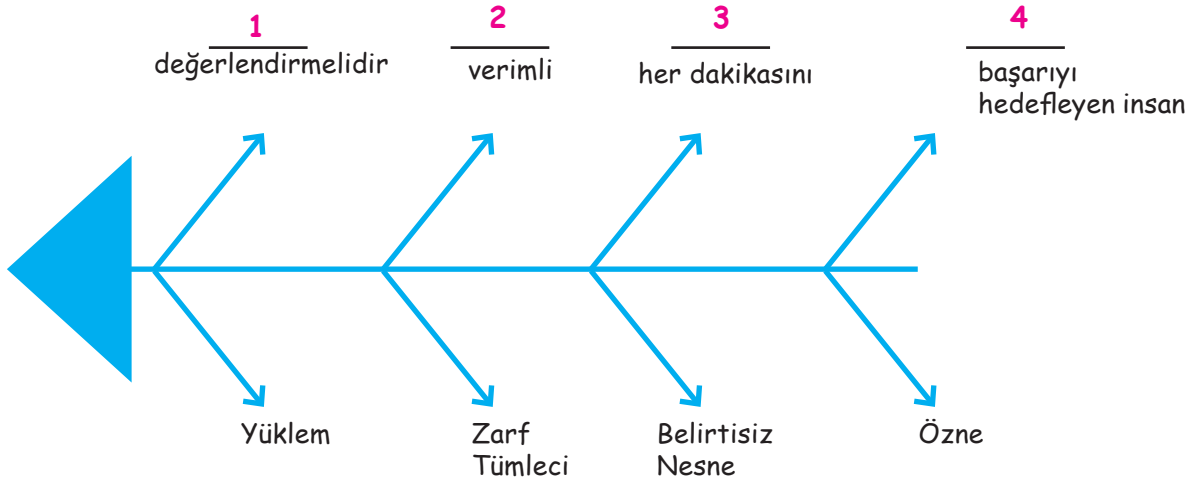 1
2
3
4
değerlendirmelidir
verimli
her dakikasını
başarıyı
hedefleyen insan
Yüklem
Zarf
Tümleci
Belirtisiz
Nesne
Özne